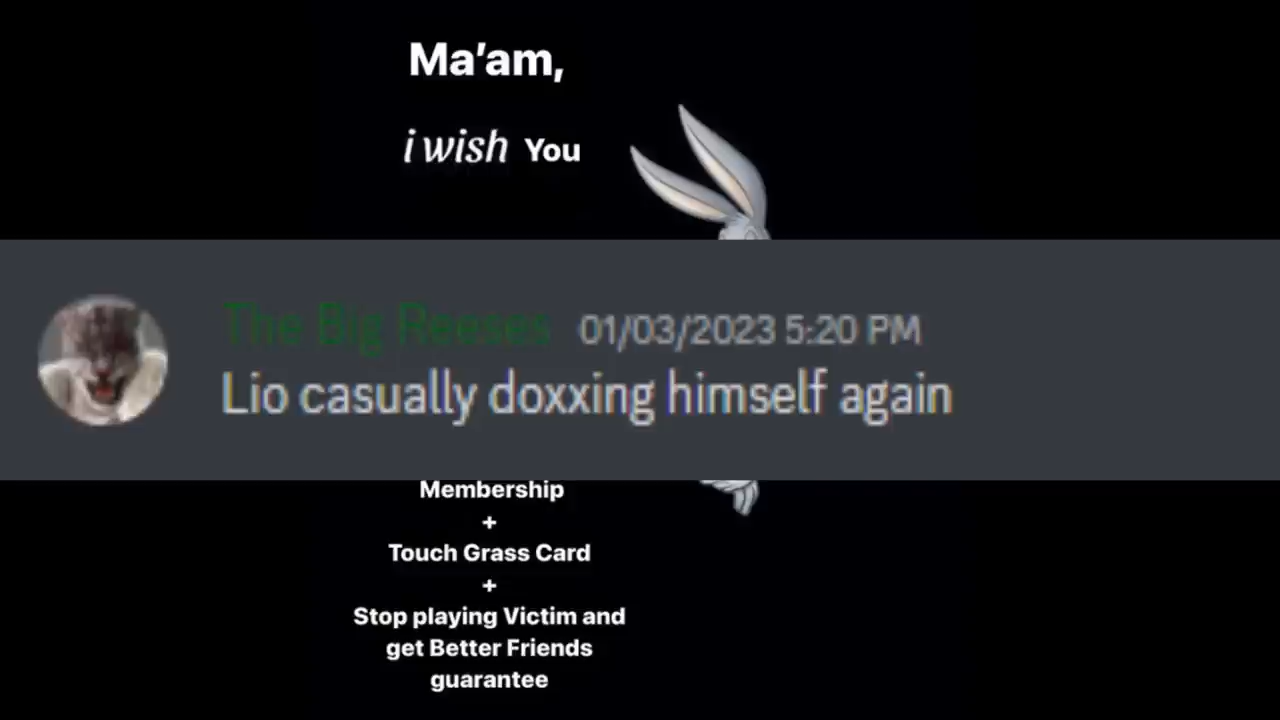 Ma’am,
i wish You
The Big Reeses 01/03/2023 5:20 PM
Lio casually doxxing himself again
Membership
+
Touch Grass Card
+
Stop playing Victim and
get Better Friends
guarantee